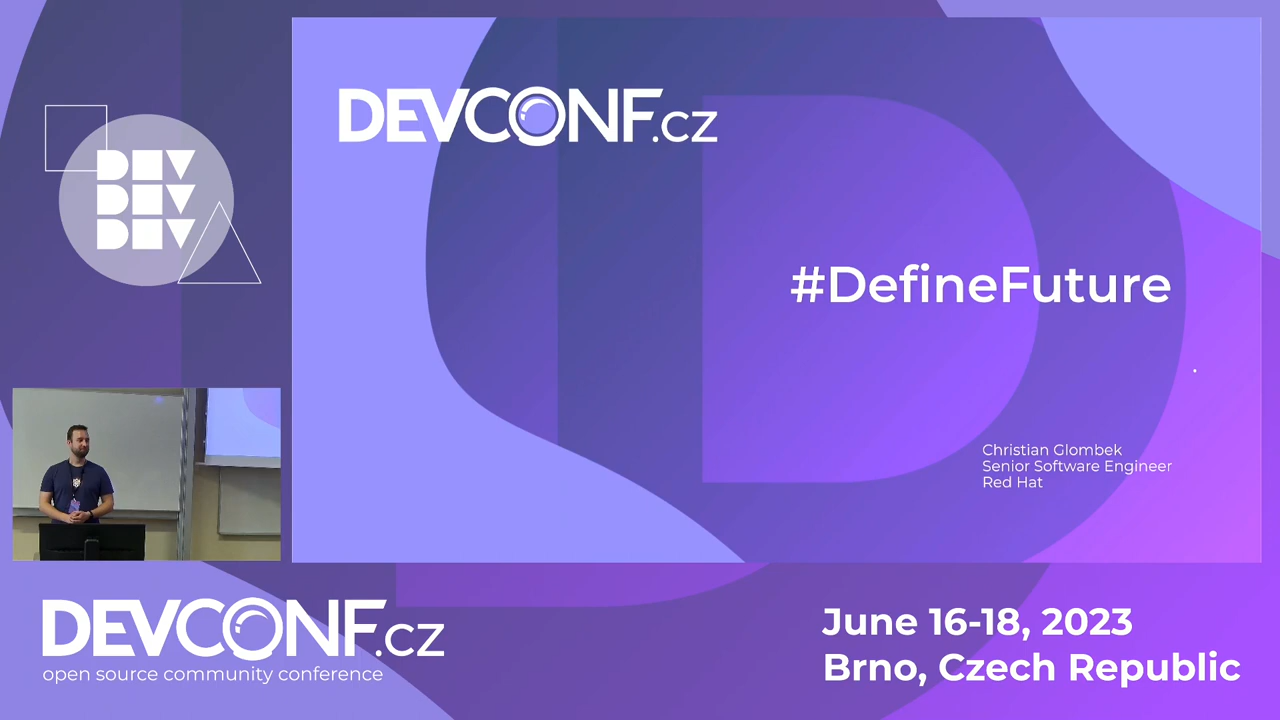 DEVCONF.cz
DEV
DEV
DEV
#DefineFuture
Christian Glombek
Senior Software Engineer
Red Hat
DEVCONF.cz
open source community conference
June 16-18, 2023
Brno, Czech Republic